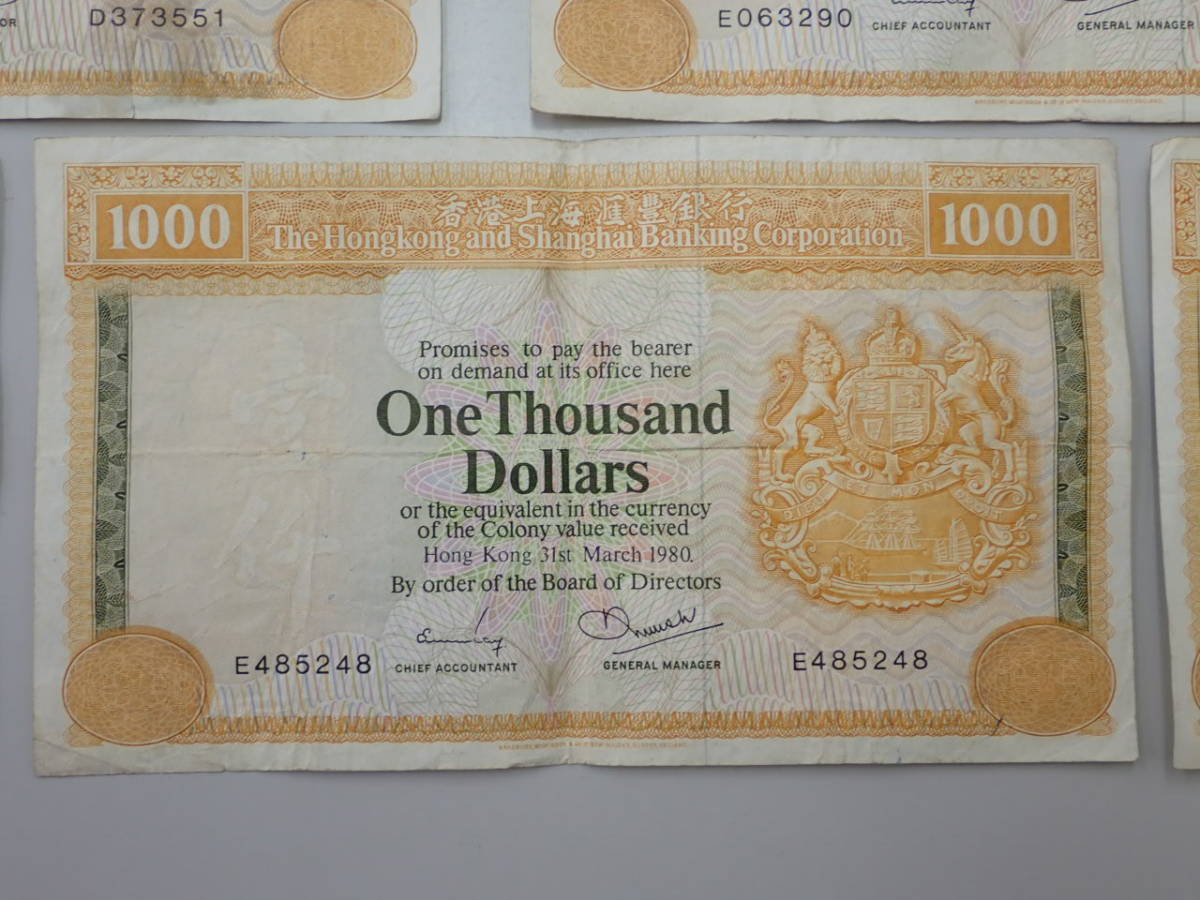 D373551
E063290
CHIEF ACCOUNTANT
GENERAL MANAGER
1000
香港上海滙豐銀行
1000
The Hongkong and Shanghai Banking Corporation
Promises to pay the bearer
on demand at its office here
One Thousand
Dollars
or the equivalent in the currency
of the Colony value received
Hong Kong 31st March 1980.
By order of the Board of Directors
E485248
CHIEF ACCOUNTANT
GENERAL MANAGER
E485248